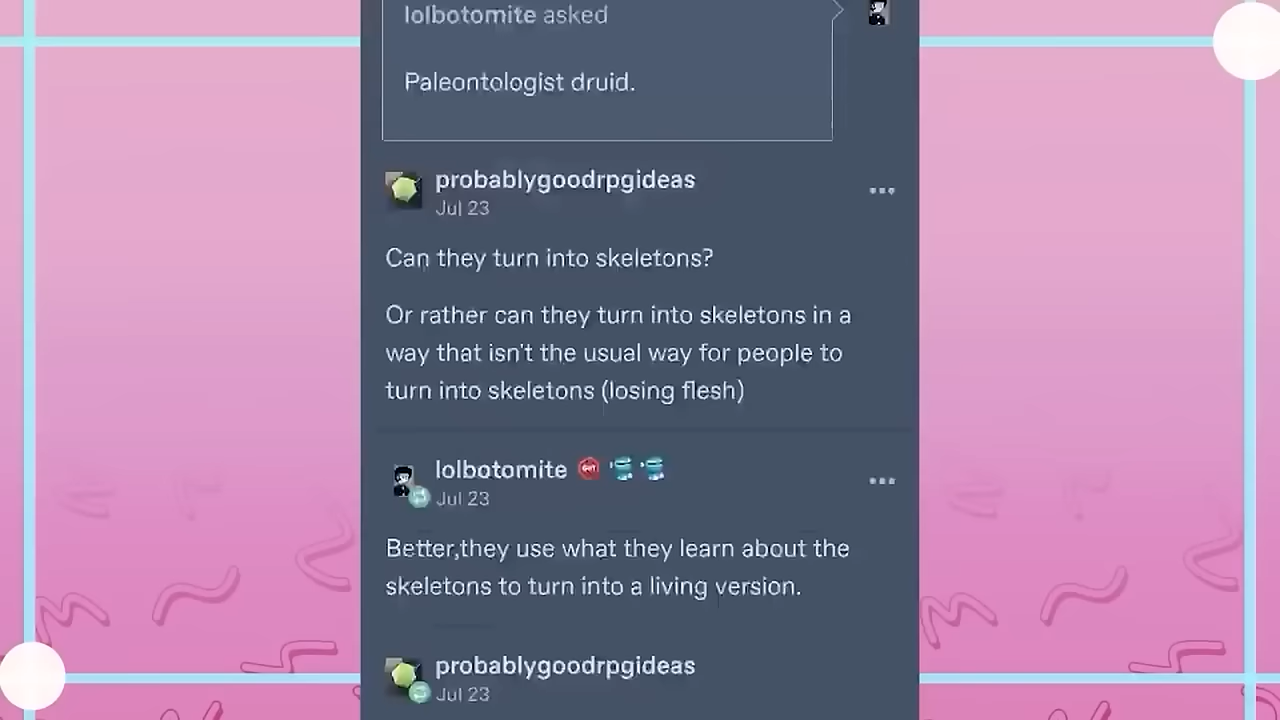 lolbotomite asked
Paleontologist druid.
probablygoodrpgideas
Jul 23
Can they turn into skeletons?
Or rather can they turn into skeletons in a
way that isn't the usual way for people to
turn into skeletons (losing flesh)
lolbotomite
Jul 23
Better,they use what they learn about the
skeletons to turn into a living version.
probablygoodrpgideas
Jul 23